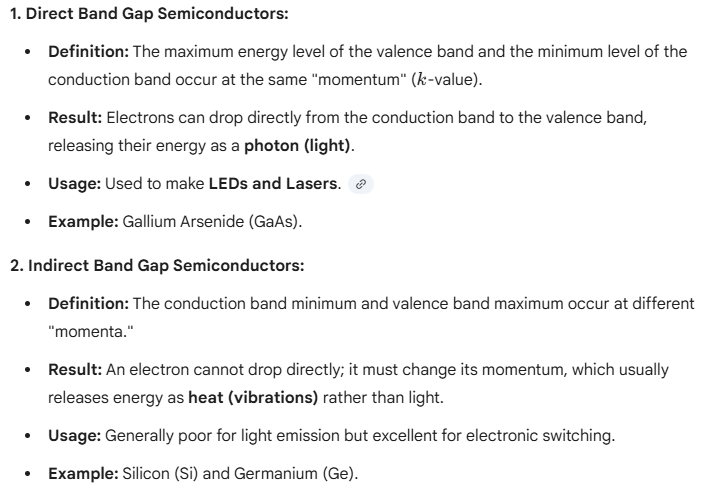 1. Direct Band Gap Semiconductors:
• Definition: The maximum energy level of the valence band and the minimum level of the
conduction band occur at the same "momentum" (k-value).
• Result: Electrons can drop directly from the conduction band to the valence band,
releasing their energy as a photon (light).
• Usage: Used to make LEDs and Lasers.
• Example: Gallium Arsenide (GaAs).
2. Indirect Band Gap Semiconductors:
• Definition: The conduction band minimum and valence band maximum occur at different
"momenta."
• Result: An electron cannot drop directly; it must change its momentum, which usually
releases energy as heat (vibrations) rather than light.
• Usage: Generally poor for light emission but excellent for electronic switching.
• Example: Silicon (Si) and Germanium (Ge).